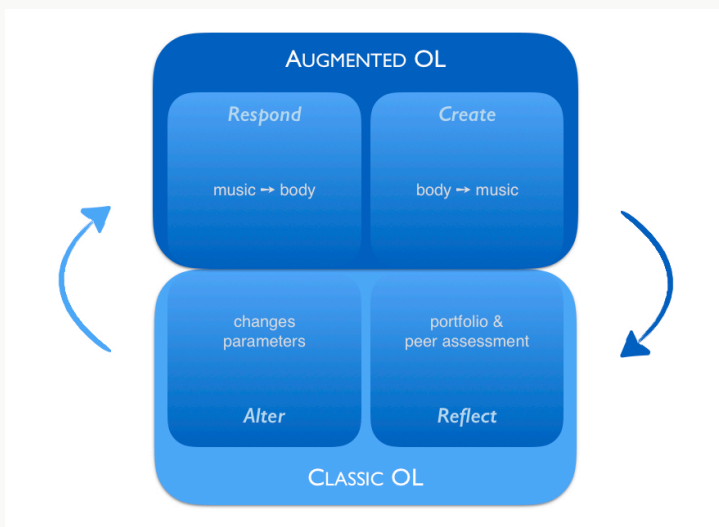 AUGMENTED OL
Respond
Create
music ➙ body
body ➙ music
changes
parameters
portfolio &
peer assessment
Alter
Reflect
CLASSIC OL